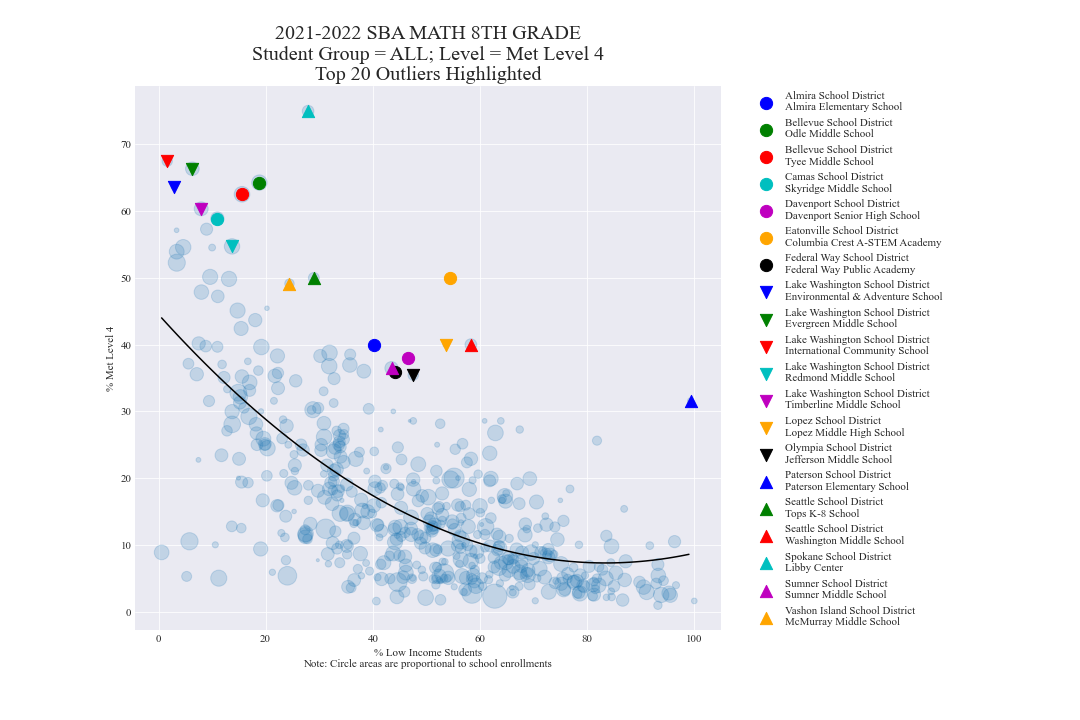 2021-2022 SBA MATH 8TH GRADE
Student Group = ALL; Level = Met Level 4
Top 20 Outliers Highlighted
% Met Level 4
70
60
50
40
30
20
10
0
0 20 40 60 80 100
% Low Income Students
Note: Circle areas are proportional to school enrollments
Almira School District
Almira Elementary School
Bellevue School District
Odle Middle School
Bellevue School District
Tyee Middle School
Camas School District
Skyridge Middle School
Davenport School District
Davenport Senior High School
Eatonville School District
Columbia Crest A-STEM Academy
Federal Way School District
Federal Way Public Academy
Lake Washington School District
Environmental & Adventure School
Lake Washington School District
Evergreen Middle School
Lake Washington School District
International Community School
Lake Washington School District
Redmond Middle School
Lake Washington School District
Timberline Middle School
Lopez School District
Lopez Middle High School
Olympia School District
Jefferson Middle School
Paterson School District
Paterson Elementary School
Seattle School District
Tops K-8 School
Seattle School District
Washington Middle School
Spokane School District
Libby Center
Sumner School District
Sumner Middle School
Vashon Island School District
McMurray Middle School